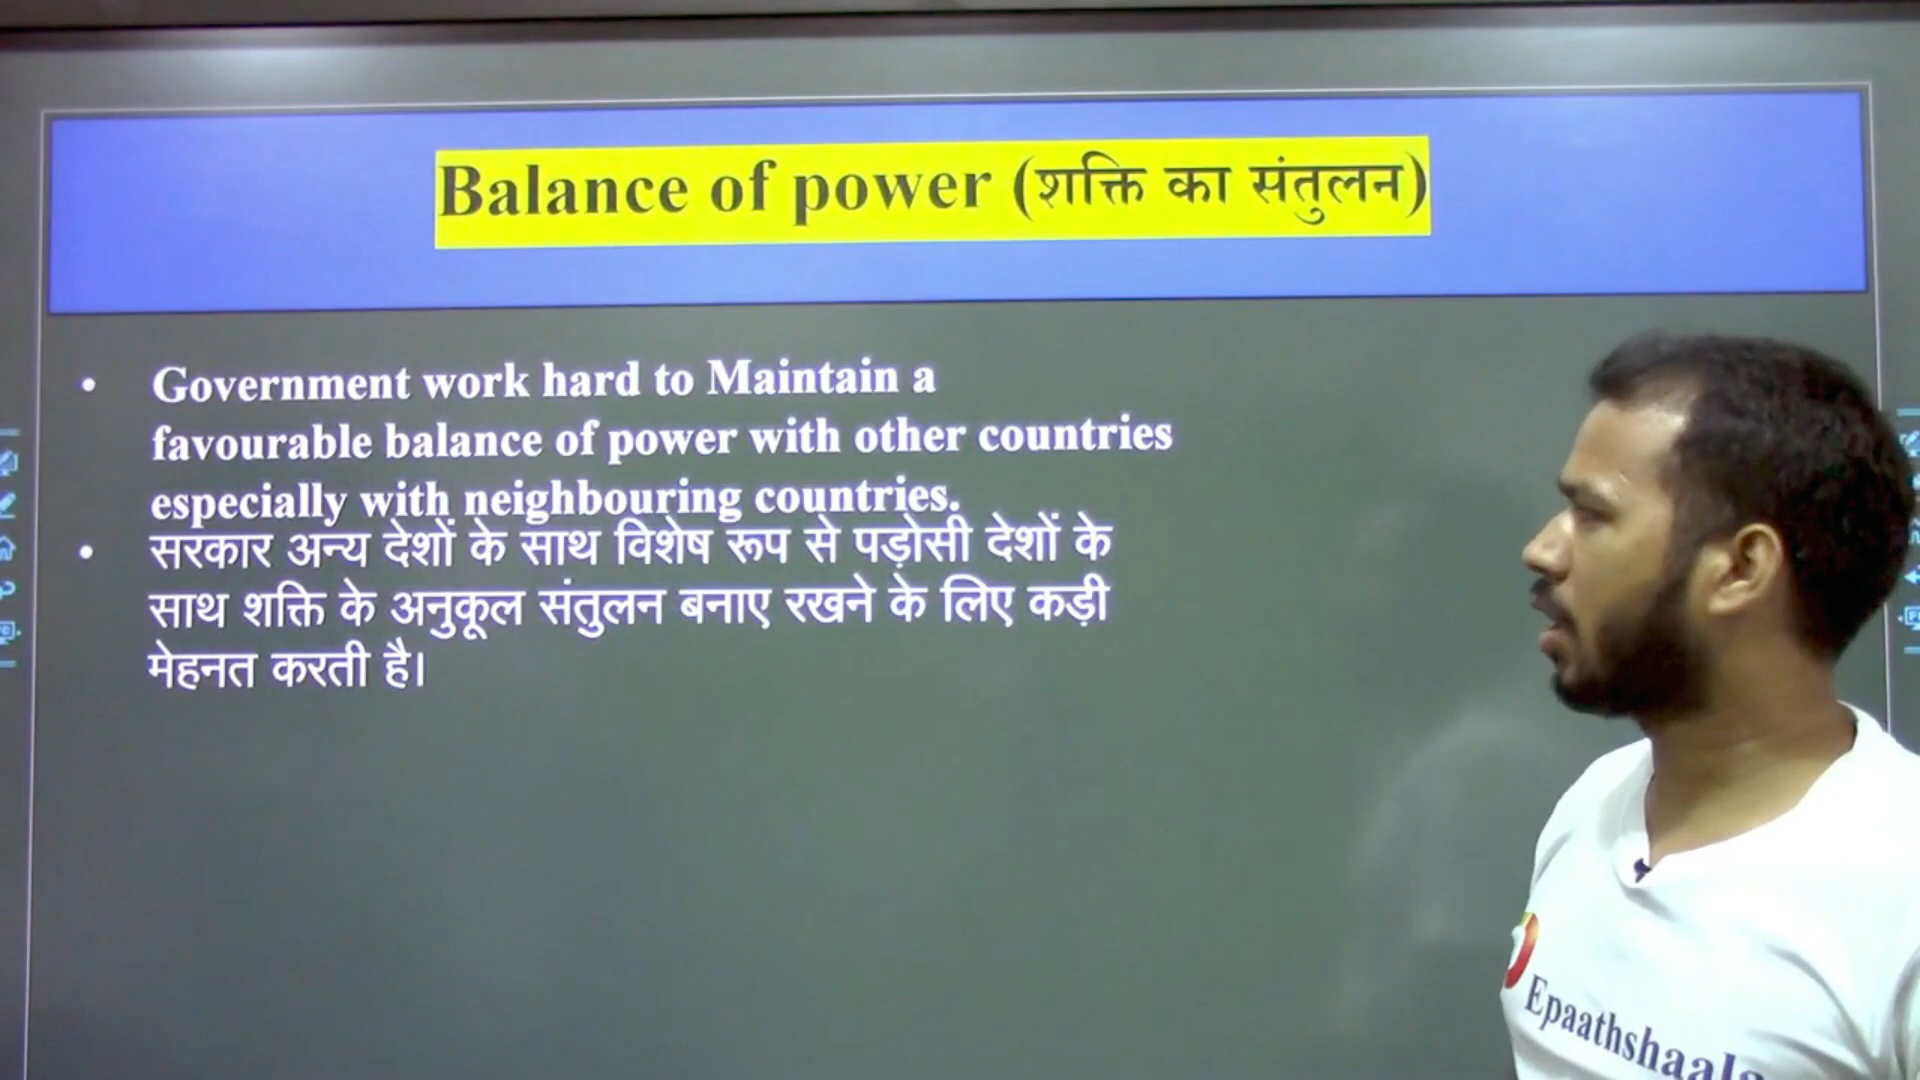 Balance of power (शक्ति का संतुलन)
• Government work hard to Maintain a
favourable balance of power with other countries
especially with neighbouring countries.
• सरकार अन्य देशों के साथ विशेष रूप से पड़ोसी देशों के
साथ शक्ति के अनुकूल संतुलन बनाए रखने के लिए कड़ी
मेहनत करती है।
Epaathshaala